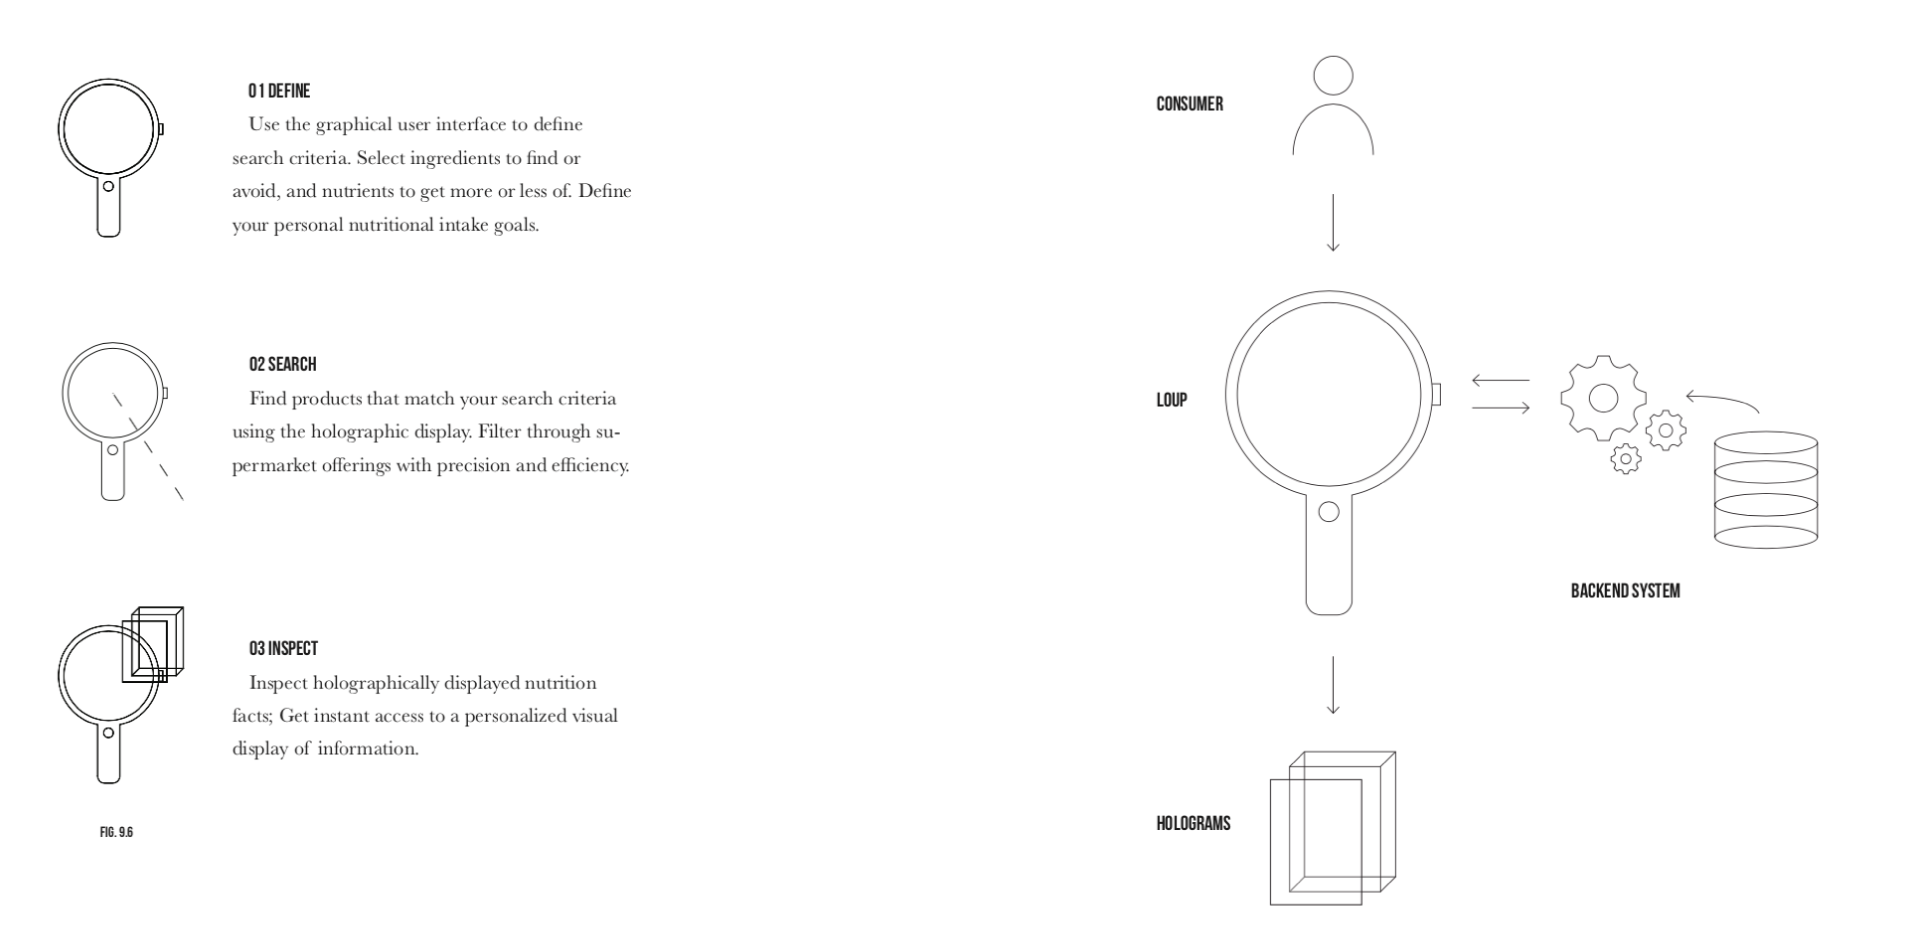 01 DEFINE
Use the graphical user interface to define
search criteria. Select ingredients to find or
avoid, and nutrients to get more or less of. Define
your personal nutritional intake goals.
02 SEARCH
Find products that match your search criteria
using the holographic display. Filter through su-
permarket offerings with precision and efficiency.
03 INSPECT
Inspect holographically displayed nutrition
facts; Get instant access to a personalized visual
display of information.
FIG. 9.6
CONSUMER
LOUP
BACKEND SYSTEM
HOLOGRAMS